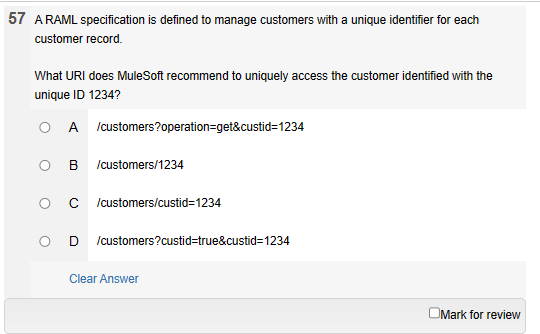 57 A RAML specification is defined to manage customers with a unique identifier for each
customer record.
What URI does MuleSoft recommend to uniquely access the customer identified with the
unique ID 1234?
A /customers?operation=get&custid=1234
B /customers/1234
C /customers/custid=1234
D /customers?custid=true&custid=1234
Clear Answer
Mark for review